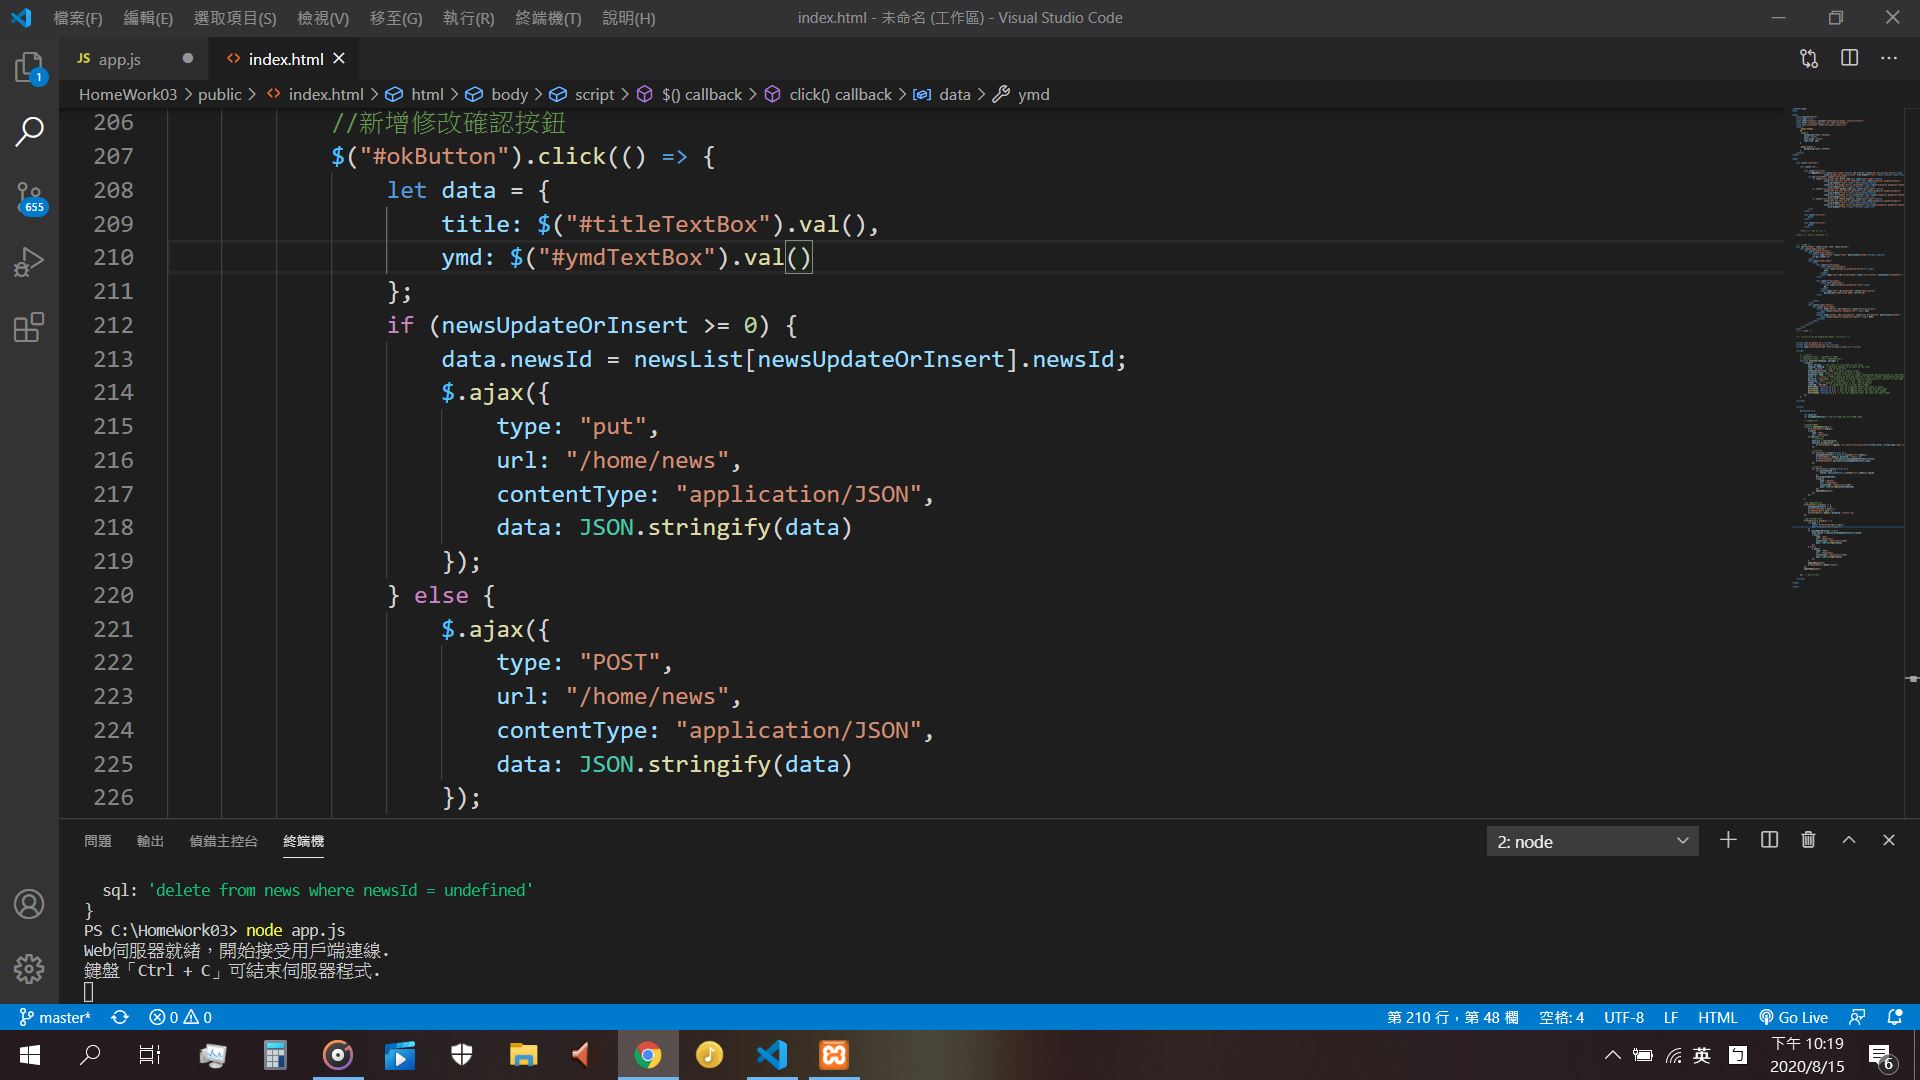 檔案(F) 編輯(E) 選取項目(S) 檢視(V) 移至(G) 執行(R) 終端機(T) 說明(H) index.html - 未命名 (工作區) - Visual Studio Code
JS app.js index.html
HomeWork03 > public > index.html > html > body > script > $() callback > click() callback > data > ymd
206 //新增修改確認按鈕
207 $("#okButton").click(() => {
208 let data = {
209 title: $("#titleTextBox").val(),
210 ymd: $("#ymdTextBox").val()
211 };
212 if (newsUpdateOrInsert >= 0) {
213 data.newsId = newsList[newsUpdateOrInsert].newsId;
214 $.ajax({
215 type: "put",
216 url: "/home/news",
217 contentType: "application/JSON",
218 data: JSON.stringify(data)
219 });
220 } else {
221 $.ajax({
222 type: "POST",
223 url: "/home/news",
224 contentType: "application/JSON",
225 data: JSON.stringify(data)
226 });
1
655
問題 輸出 偵錯主控台 終端機 2: node
sql: 'delete from news where newsId = undefined'
}
PS C:\HomeWork03> node app.js
Web伺服器就緒，開始接受用戶端連線.
鍵盤「Ctrl + C」可結束伺服器程式.
master* 0 0 第 210 行，第 48 欄 空格: 4 UTF-8 LF HTML Go Live
英 下午 10:19
2020/8/15 6